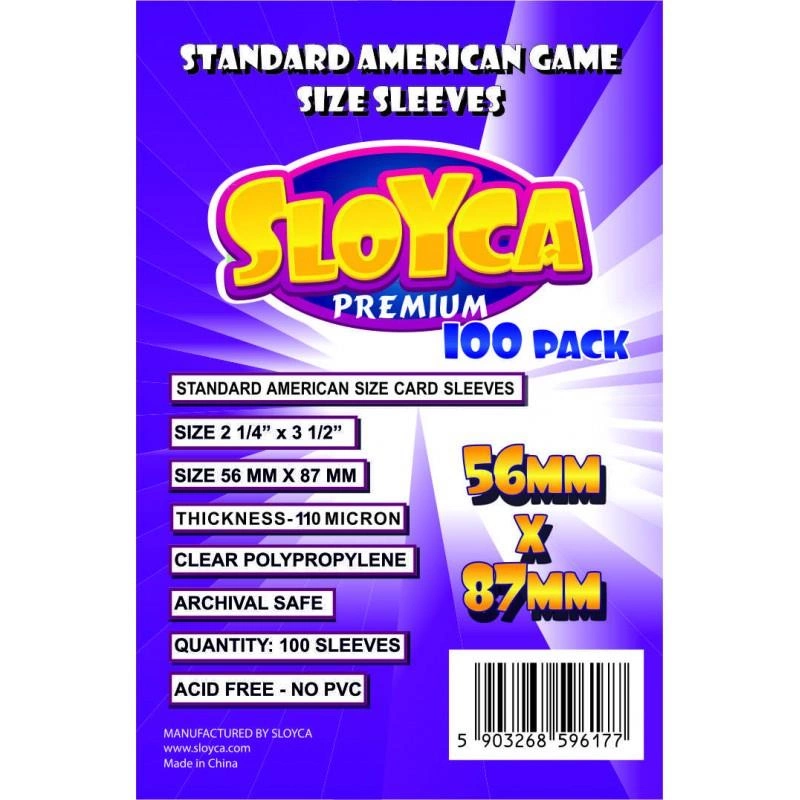 STANDARD AMERICAN GAME
SIZE SLEEVES
SLOYCA
PREMIUM
100 PACK
STANDARD AMERICAN SIZE CARD SLEEVES
SIZE 2 1/4” x 3 1/2”
SIZE 56 MM X 87 MM
THICKNESS-110 MICRON
CLEAR POLYPROPYLENE
ARCHIVAL SAFE
QUANTITY: 100 SLEEVES
ACID FREE - NO PVC
56MM
X
87MM
MANUFACTURED BY SLOYCA
www.sloyca.com
Made in China
5 903268 596177